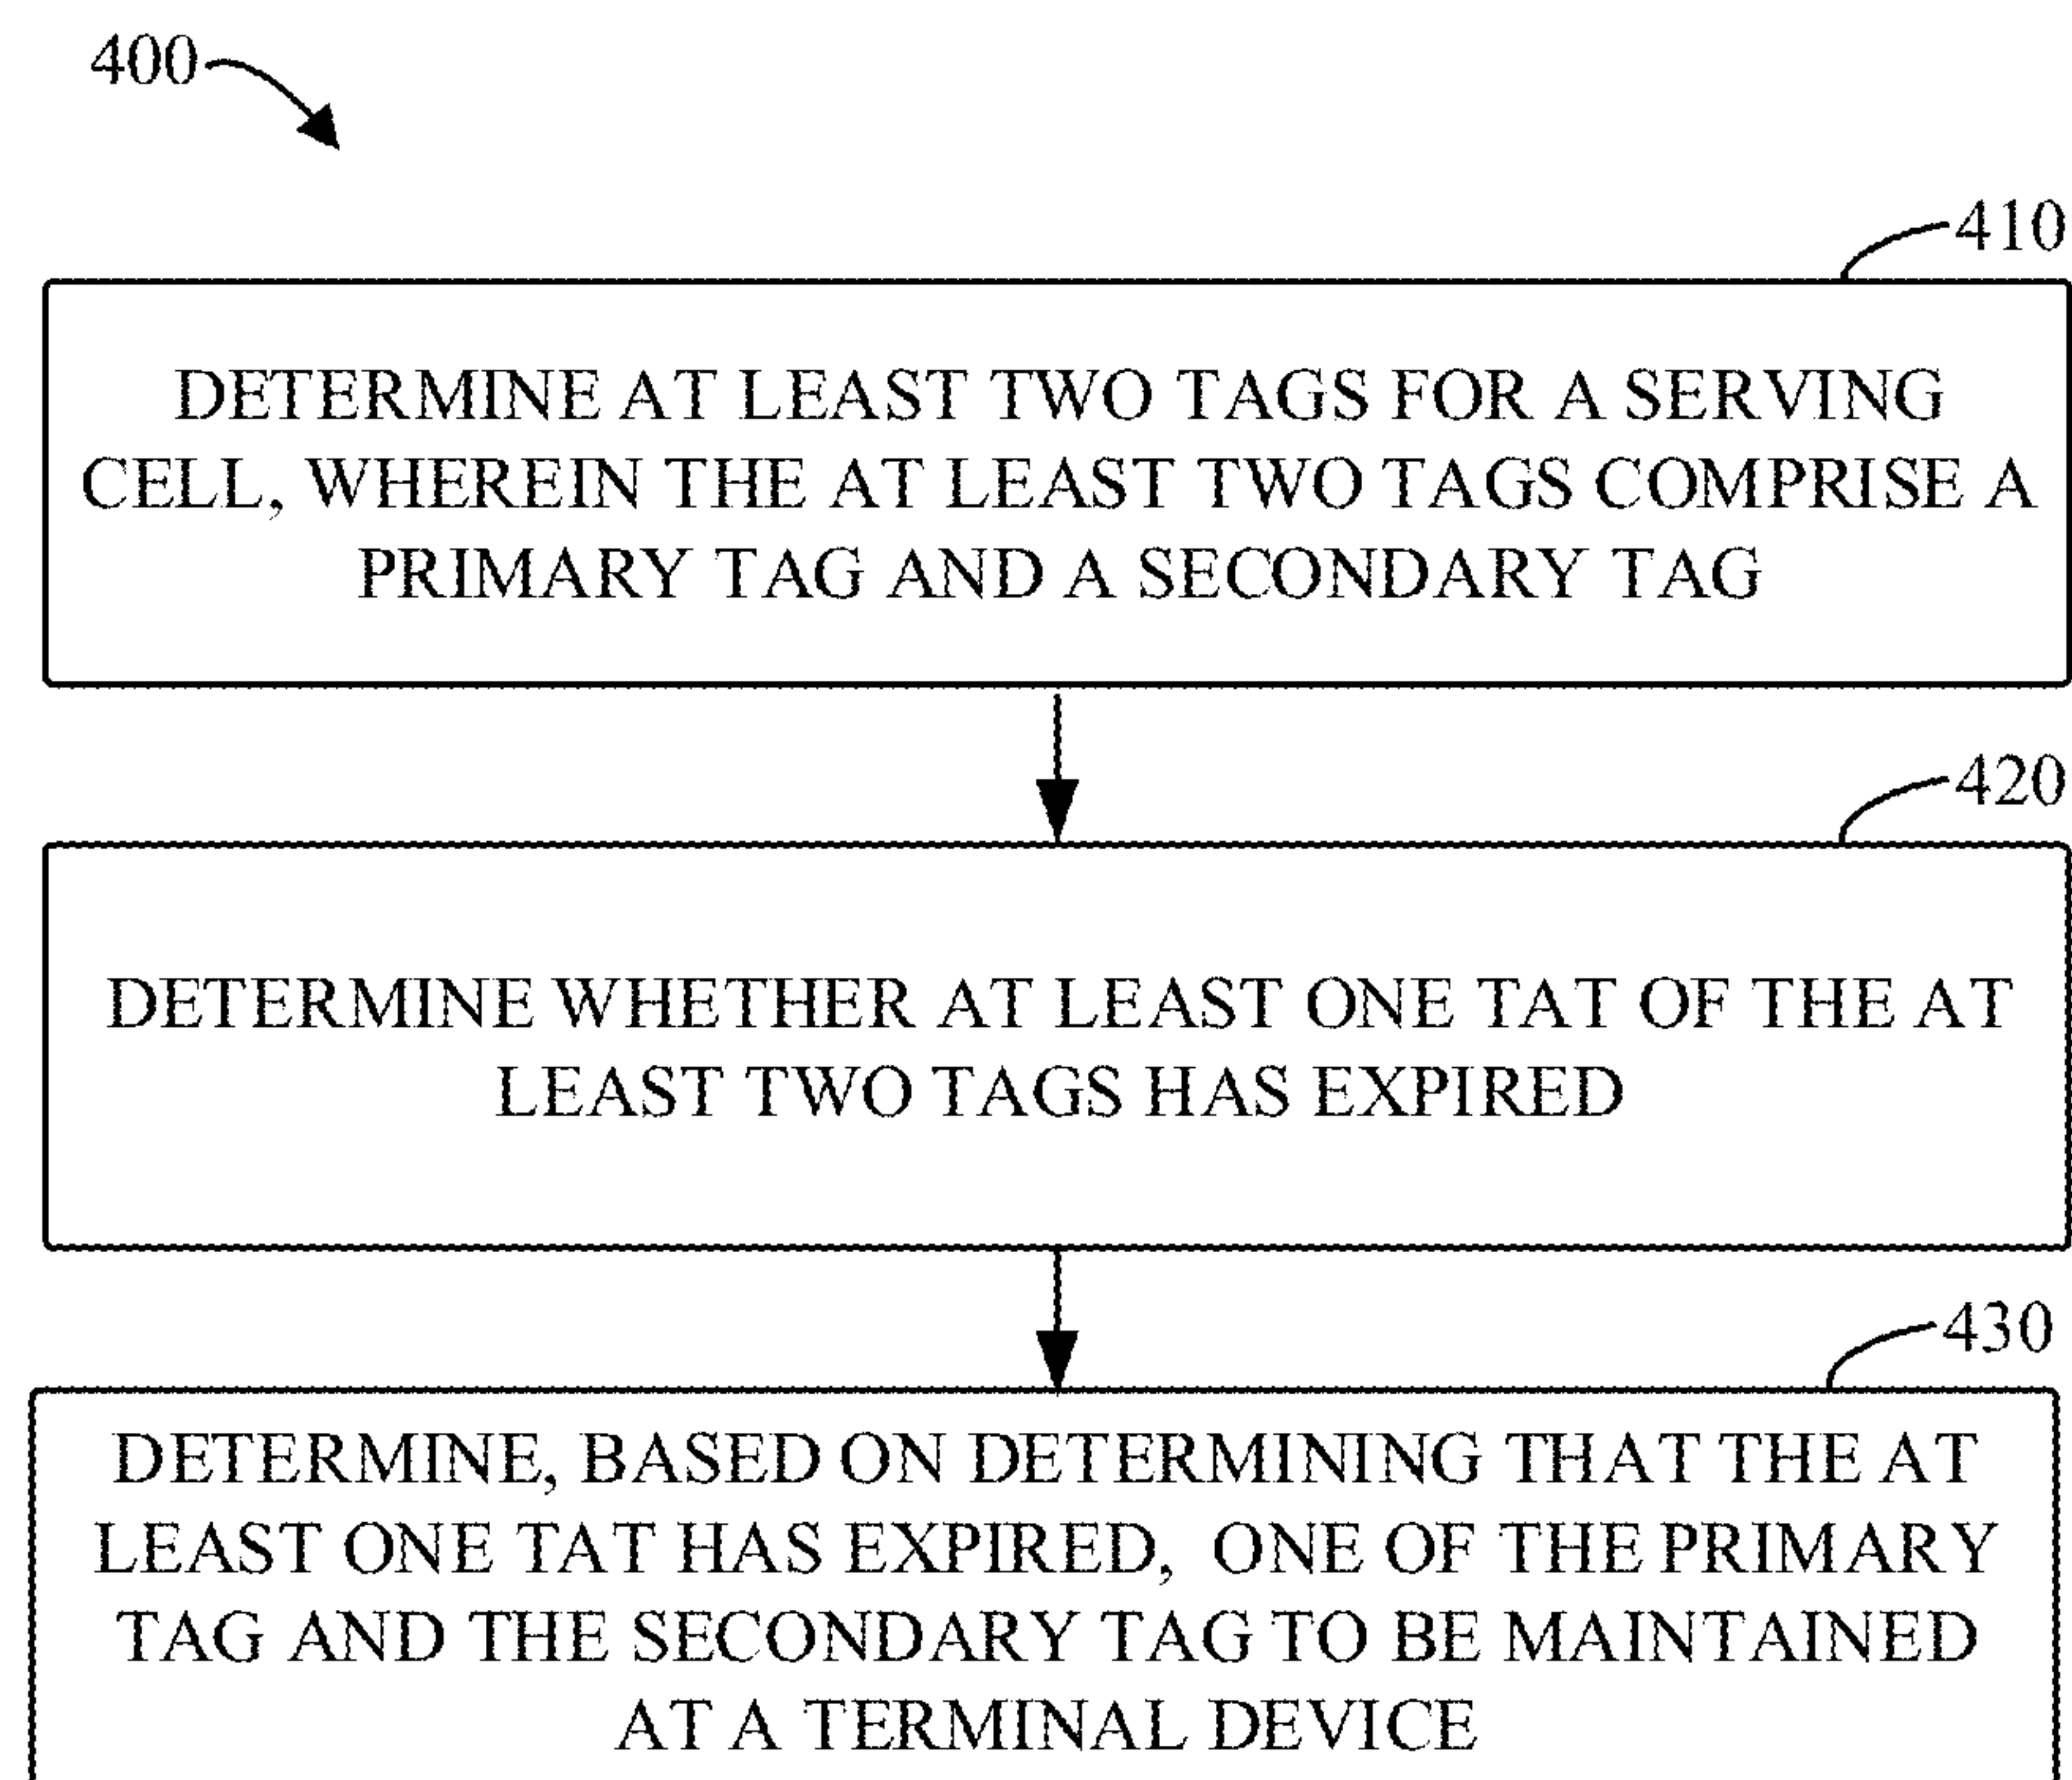 400
410
DETERMINE AT LEAST TWO TAGS FOR A SERVING
CELL, WHEREIN THE AT LEAST TWO TAGS COMPRISE A
PRIMARY TAG AND A SECONDARY TAG
420
DETERMINE WHETHER AT LEAST ONE TAT OF THE AT
LEAST TWO TAGS HAS EXPIRED
430
DETERMINE, BASED ON DETERMINING THAT THE AT
LEAST ONE TAT HAS EXPIRED, ONE OF THE PRIMARY
TAG AND THE SECONDARY TAG TO BE MAINTAINED
AT A TERMINAL DEVICE